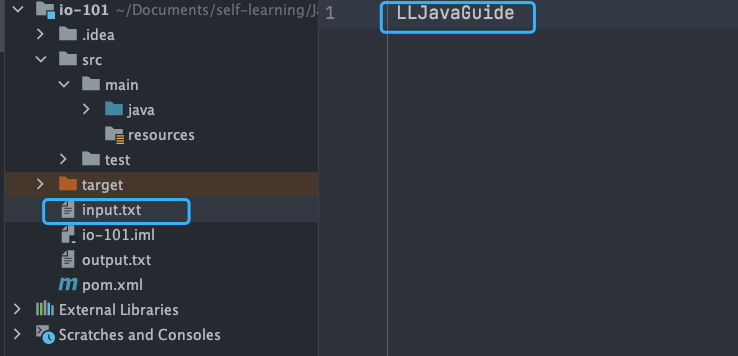 io-101 ~/Documents/self-learning/Ja
.idea
src
main
java
resources
test
target
input.txt
io-101.iml
output.txt
pom.xml
External Libraries
Scratches and Consoles
1 LLJavaGuide